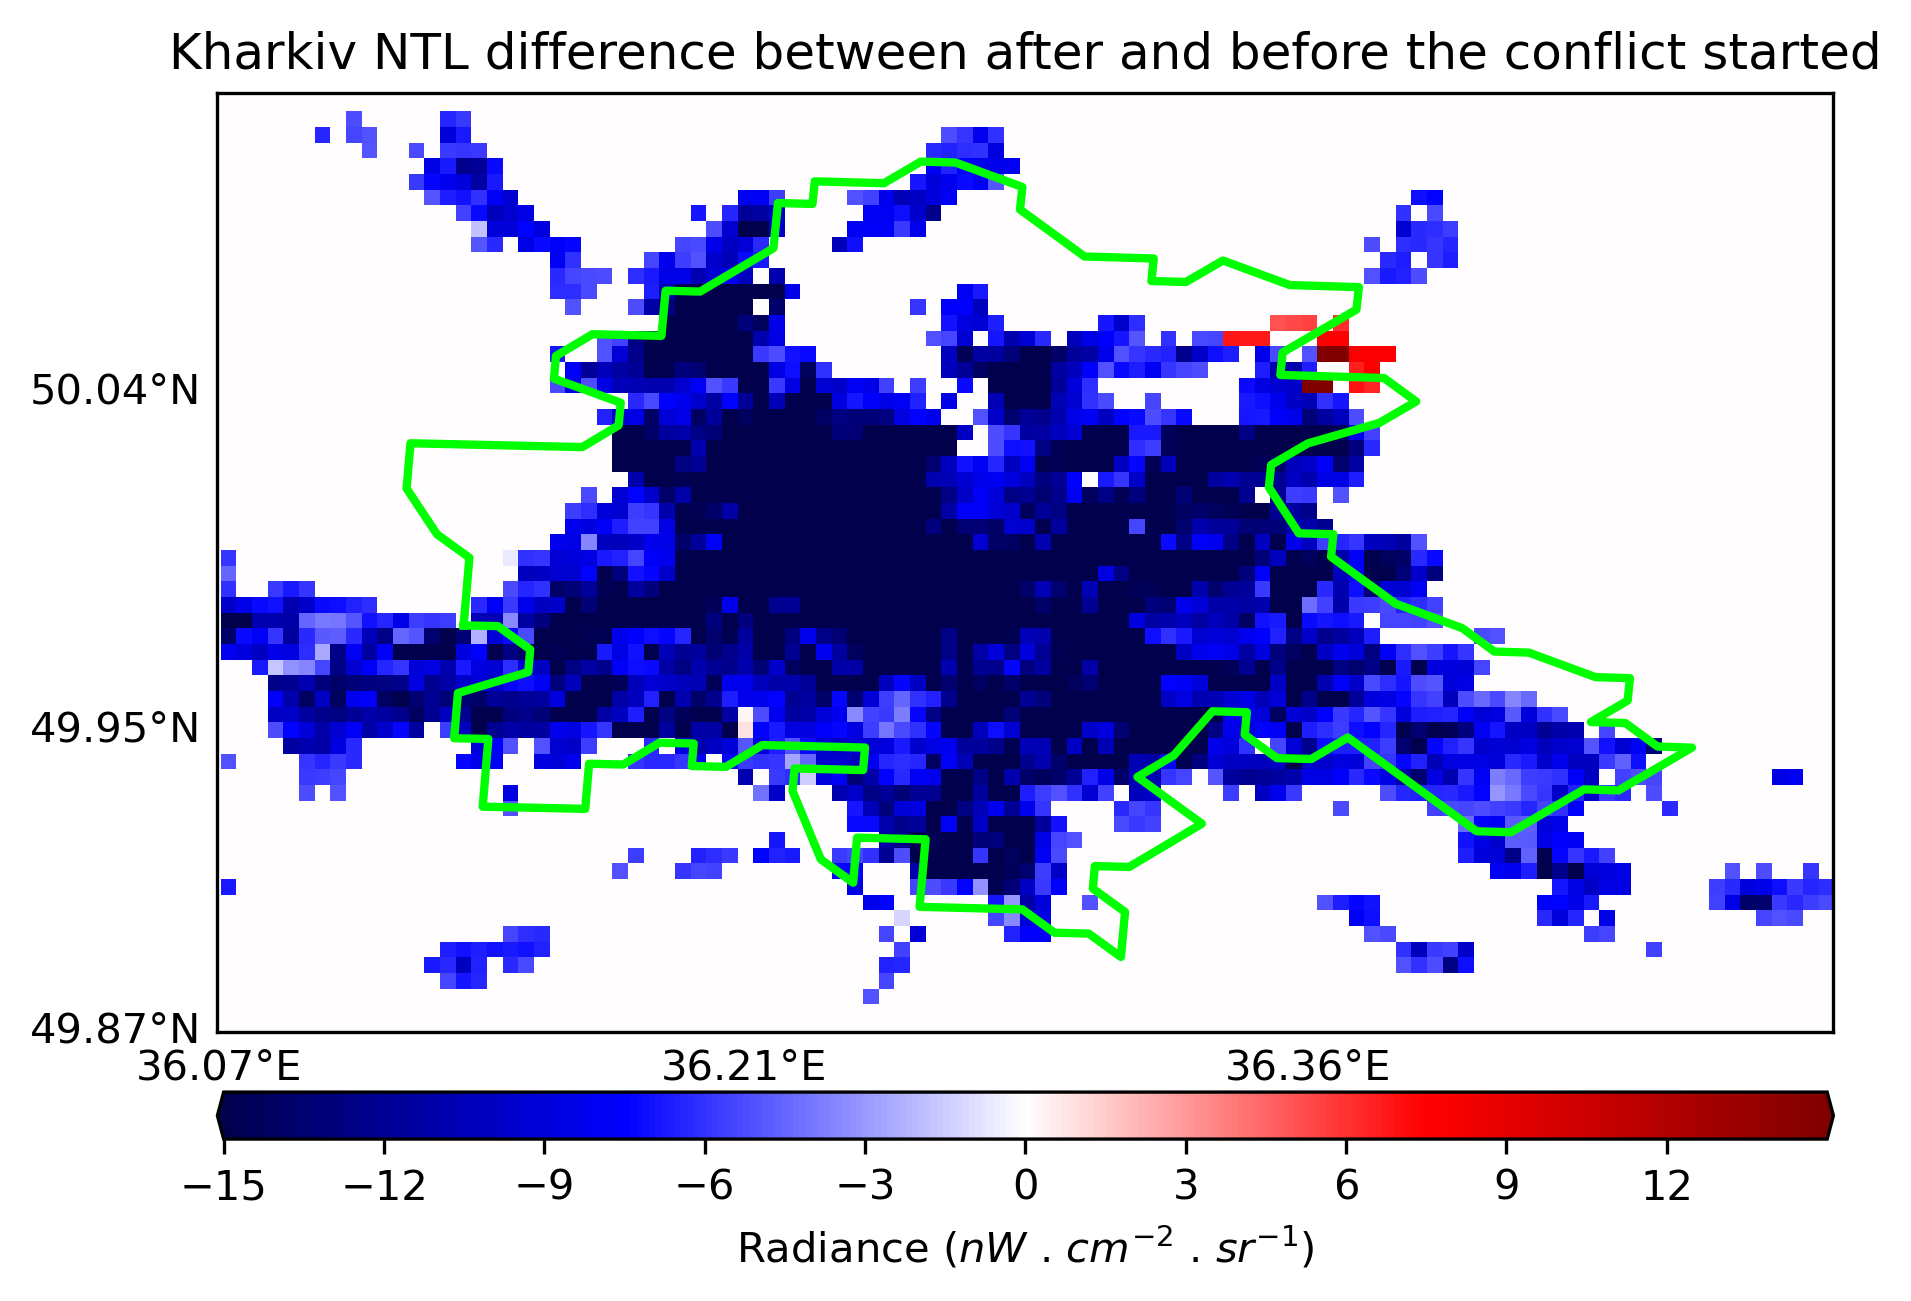 Kharkiv NTL difference between after and before the conflict started
50.04°N
49.95°N
49.87°N
36.07°E 36.21°E 36.36°E
−15 −12 −9 −6 −3 0 3 6 9 12
Radiance (nW . cm⁻² . sr⁻¹)